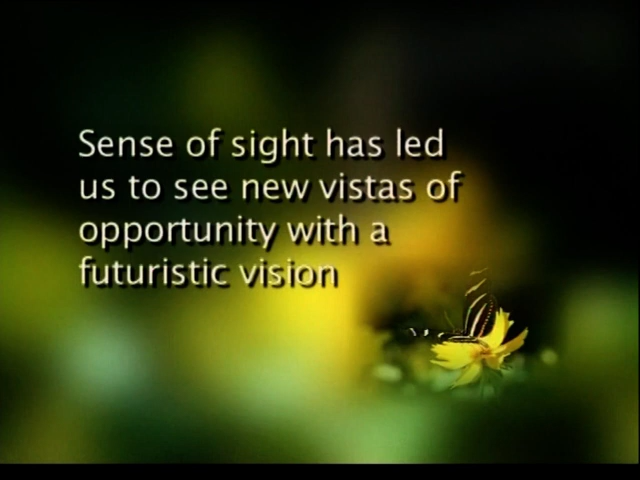 Sense of sight has led
us to see new vistas of
opportunity with a
futuristic vision